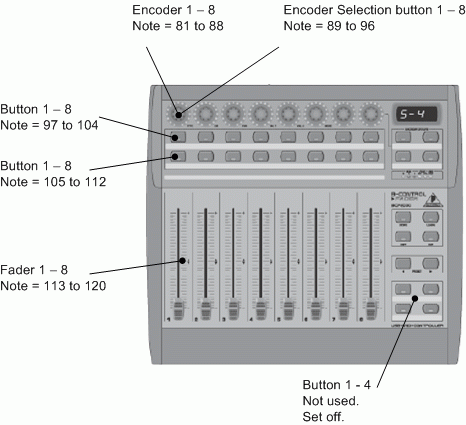 Encoder 1 – 8
Note = 81 to 88
Encoder Selection button 1 – 8
Note = 89 to 96
S-4
Button 1 – 8
Note = 97 to 104
Button 1 – 8
Note = 105 to 112
B-CONTROL
Fader 1 – 8
Note = 113 to 120
PRESET
1 2 3 4 5 6 7 8
Button 1 - 4
Not used.
Set off.